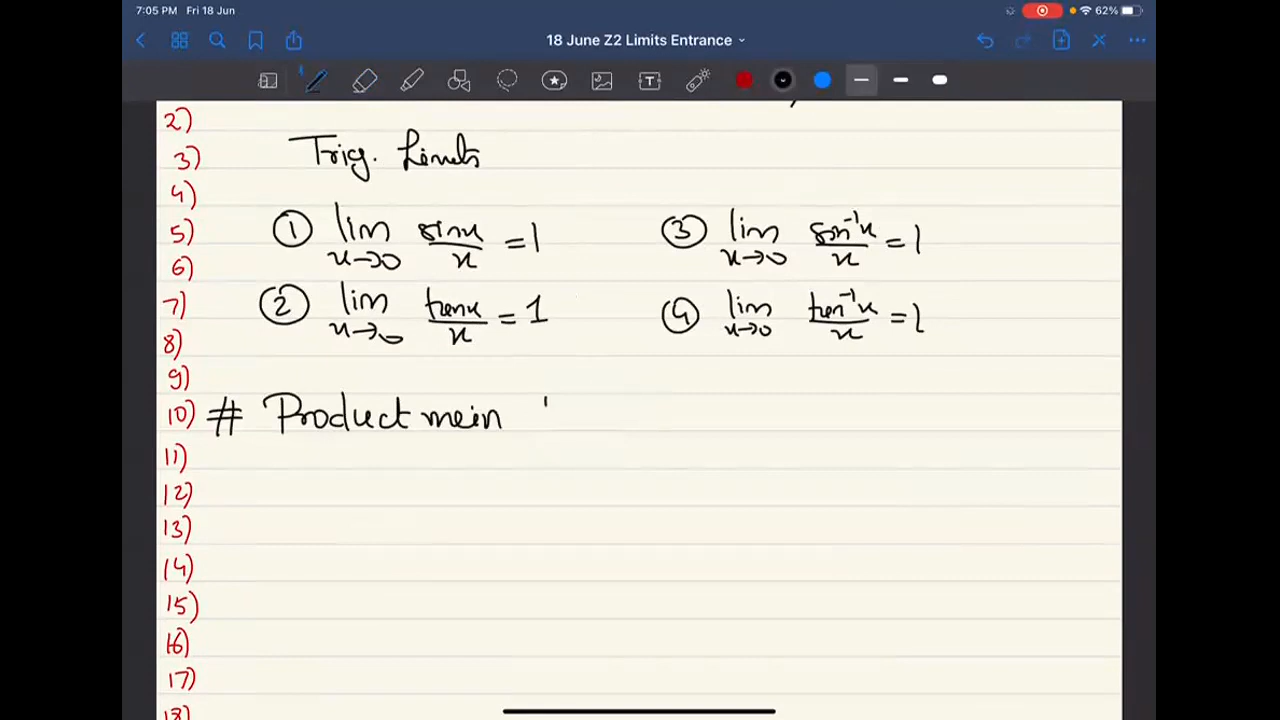 7:05 PM Fri 18 Jun 62%
18 June Z2 Limits Entrance
2)
3) Trig. Limits
4)
5) ① lim x→0 sinx/x = 1 ③ lim x→0 sin⁻¹x/x = 1
6)
7) ② lim x→0 tanx/x = 1 ④ lim x→0 tan⁻¹x/x = 1
8)
9)
10) # Product mein '
11)
12)
13)
14)
15)
16)
17)
18)